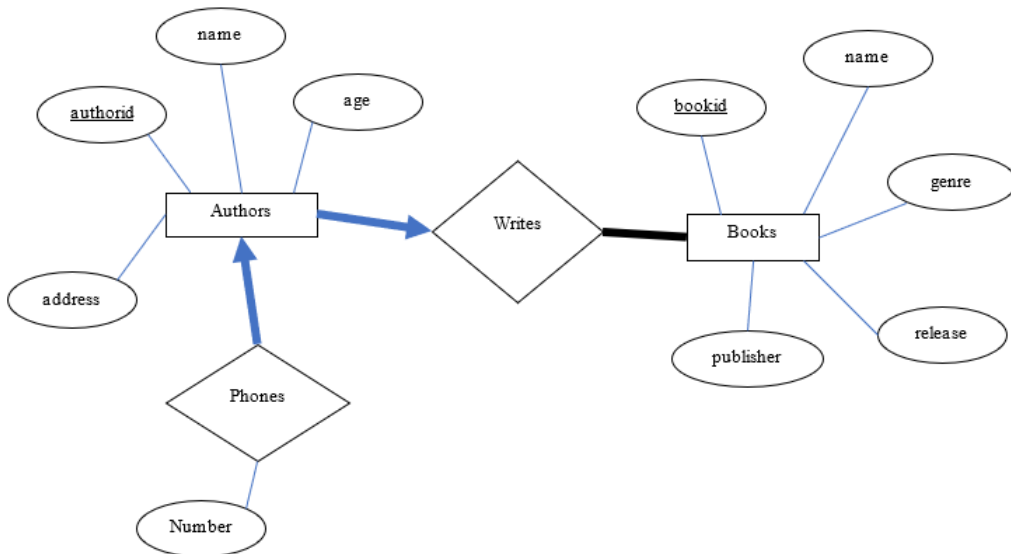 name
name
age
authorid
bookid
genre
Authors
Writes
Books
address
release
publisher
Phones
Number